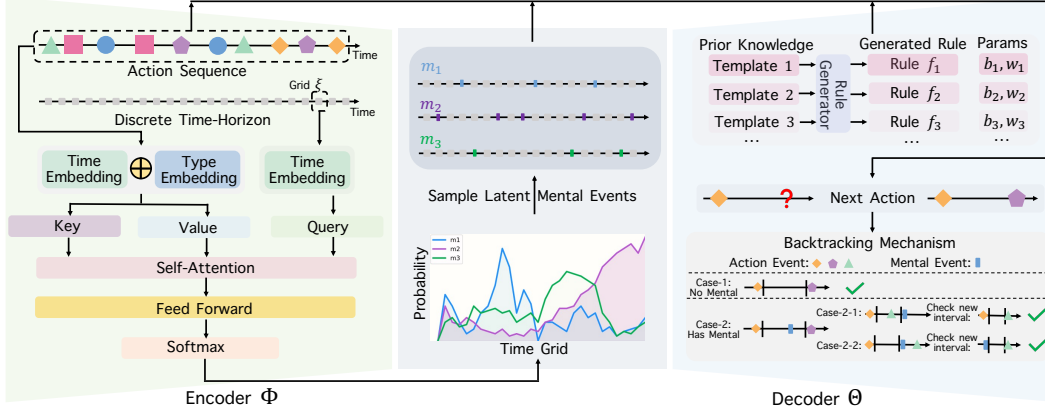 Time
Action Sequence
Grid ξ
Time
Discrete Time-Horizon
Time
Embedding
Type
Embedding
Time
Embedding
Key
Value
Query
Self-Attention
Feed Forward
Softmax
Encoder Φ
m1
m2
m3
Sample Latent Mental Events
m1
m2
m3
Probability
Time Grid
Prior Knowledge
Generated Rule
Params
Template 1
Rule f1
b1, w1
Template 2
Rule f2
b2, w2
Template 3
Rule f3
b3, w3
...
...
...
Rule
Generator
?
Next Action
Backtracking Mechanism
Action Event:
Mental Event:
Case-1:
No Mental
Case-2:
Has Mental
Case-2-1:
Check new
interval:
Case-2-2:
Check new
interval:
Decoder Θ